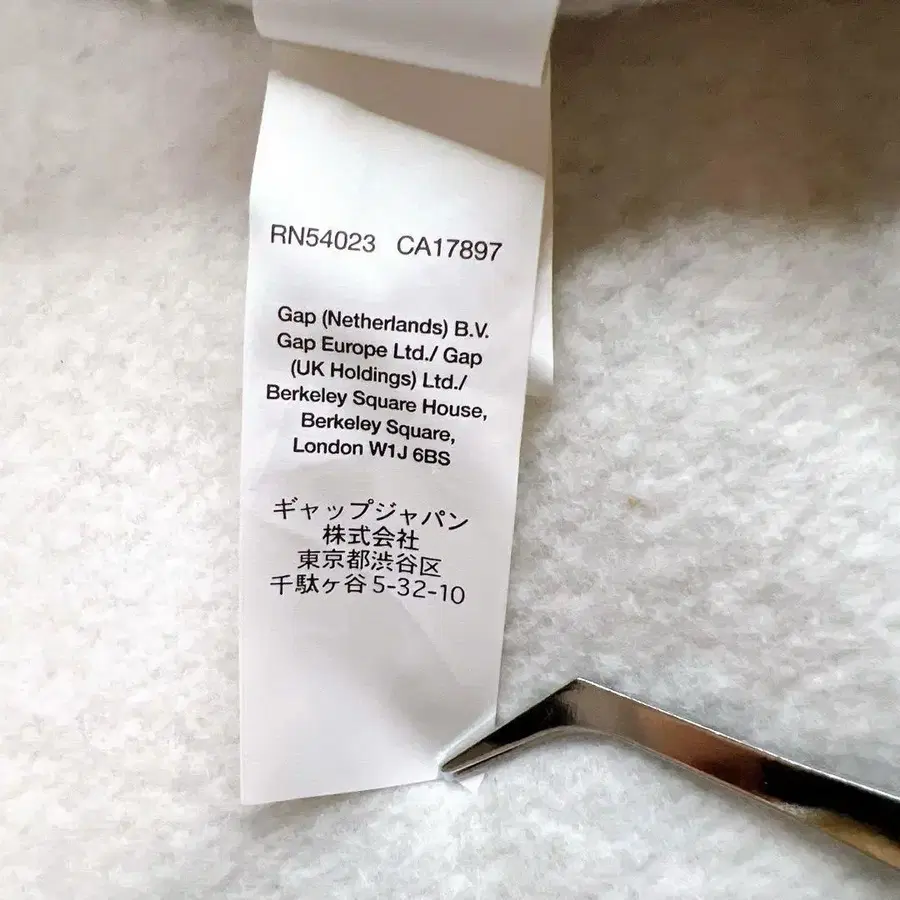 RN54023 CA17897
Gap (Netherlands) B.V.
Gap Europe Ltd./ Gap
(UK Holdings) Ltd./
Berkeley Square House,
Berkeley Square,
London W1J 6BS
ギャップジャパン
株式会社
東京都渋谷区
千駄ヶ谷 5-32-10